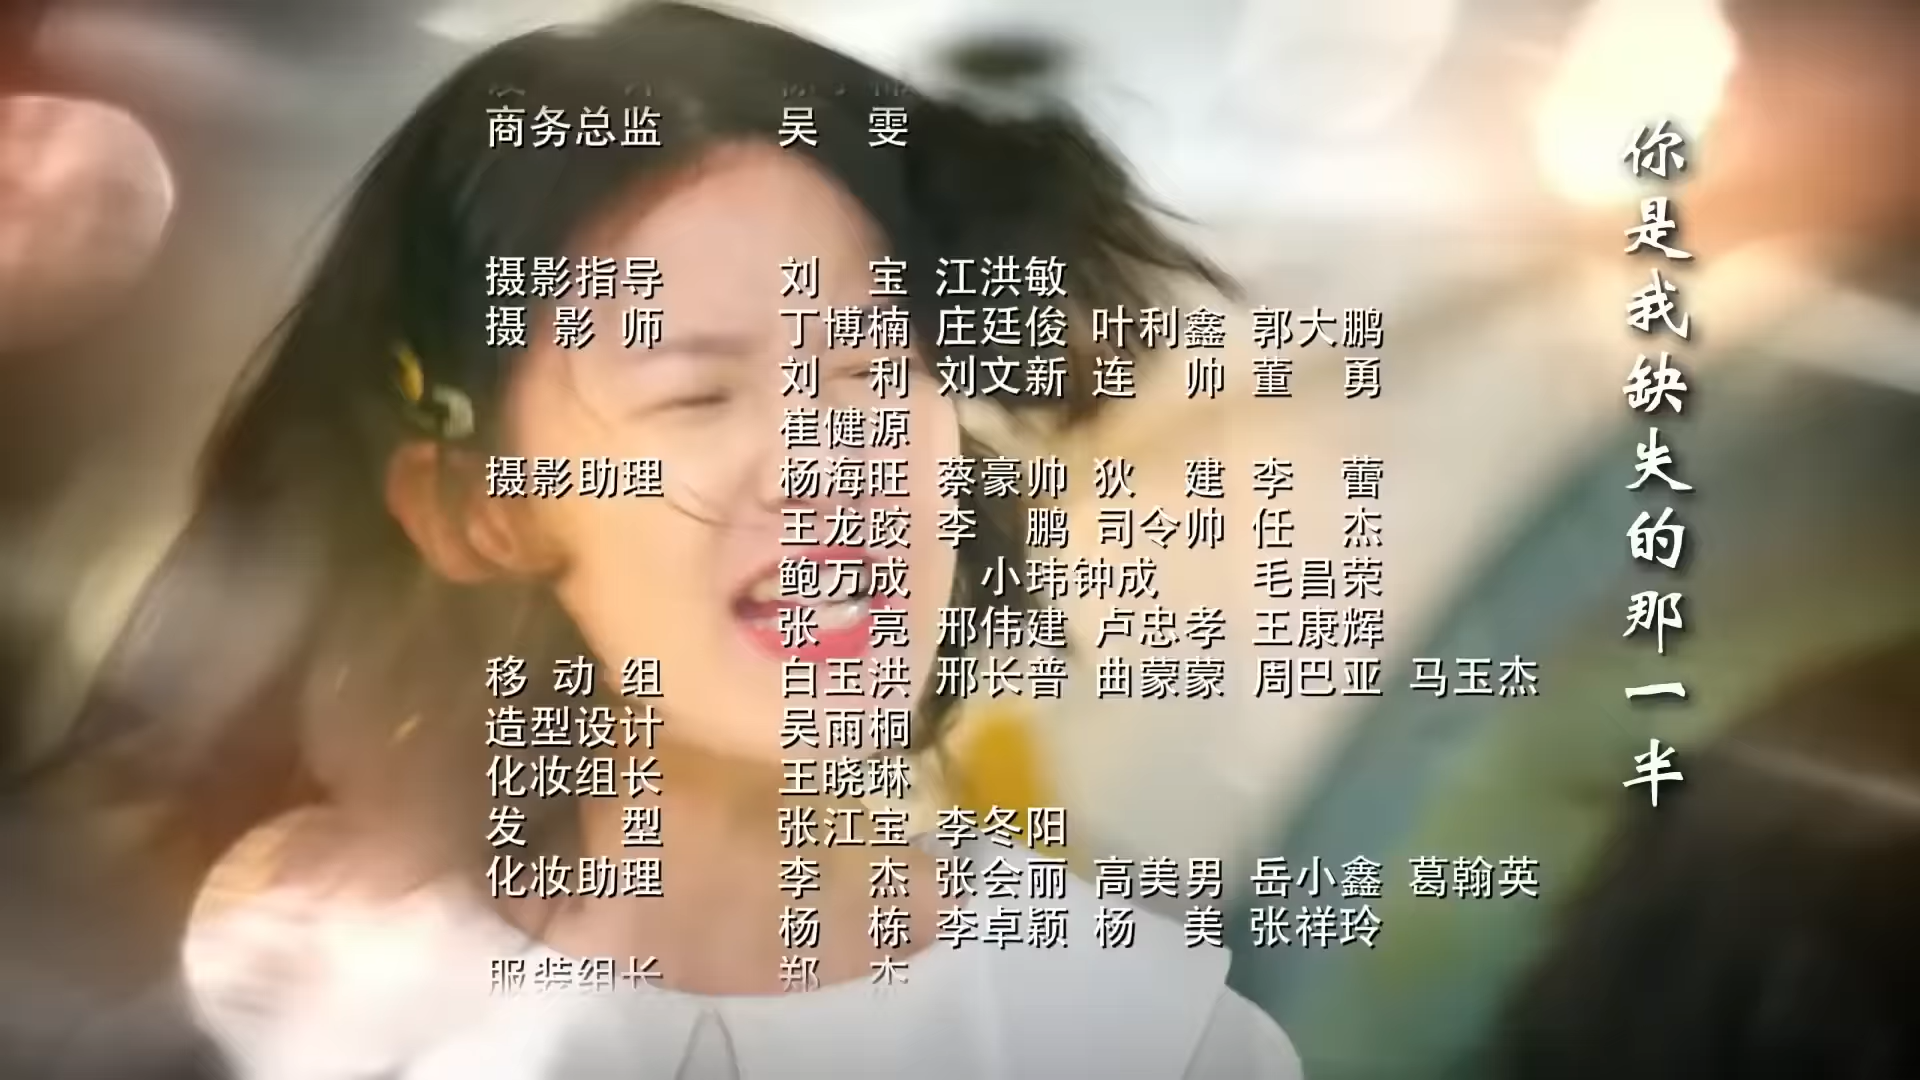 商务总监 吴 雯
摄影指导 刘 宝 江洪敏
摄 影 师 丁博楠 庄廷俊 叶利鑫 郭大鹏
刘 利 刘文新 连 帅 董 勇
崔健源
摄影助理 杨海旺 蔡豪帅 狄 建 李 蕾
王龙跤 李 鹏 司令帅 任 杰
鲍万成 小玮钟成 毛昌荣
张 亮 邢伟建 卢忠孝 王康辉
移 动 组 白玉洪 邢长普 曲蒙蒙 周巴亚 马玉杰
造型设计 吴雨桐
化妆组长 王晓琳
发 型 张江宝 李冬阳
化妆助理 李 杰 张会丽 高美男 岳小鑫 葛翰英
杨 栋 李卓颖 杨 美 张祥玲
服装组长 郑 杰
你是我缺失的那一半